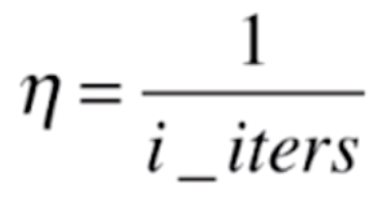 η = 1 / i_iters